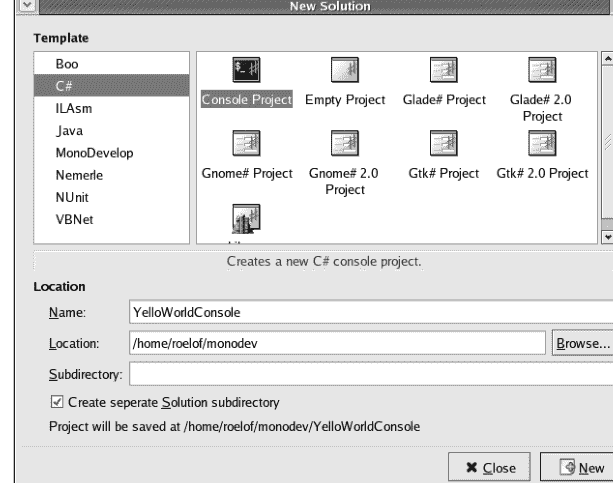 New Solution
Template
Boo
C#
ILAsm
Java
MonoDevelop
Nemerle
NUnit
VBNet
Console Project
Empty Project
Glade# Project
Glade# 2.0 Project
Gnome# Project
Gnome# 2.0 Project
Gtk# Project
Gtk# 2.0 Project
Creates a new C# console project.
Location
Name: YelloWorldConsole
Location: /home/roelof/monodev Browse...
Subdirectory:
Create seperate Solution subdirectory
Project will be saved at /home/roelof/monodev/YelloWorldConsole
Close New